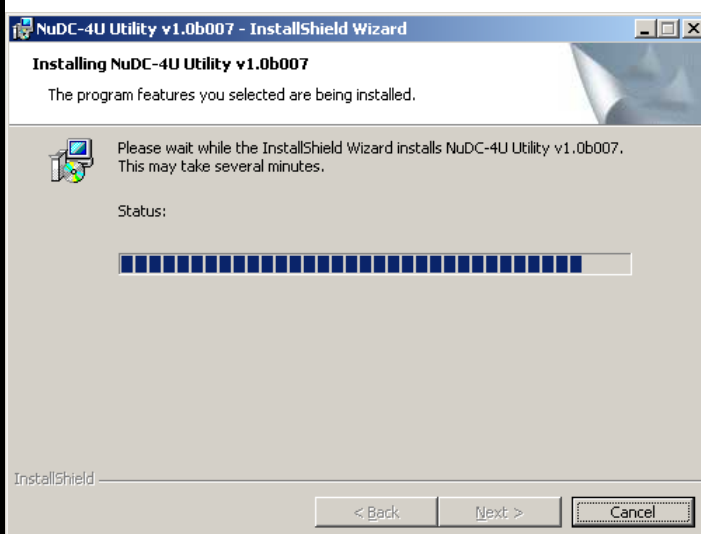 NuDC-4U Utility v1.0b007 - InstallShield Wizard
Installing NuDC-4U Utility v1.0b007
The program features you selected are being installed.
Please wait while the InstallShield Wizard installs NuDC-4U Utility v1.0b007.
This may take several minutes.
Status:
InstallShield
< Back Next > Cancel